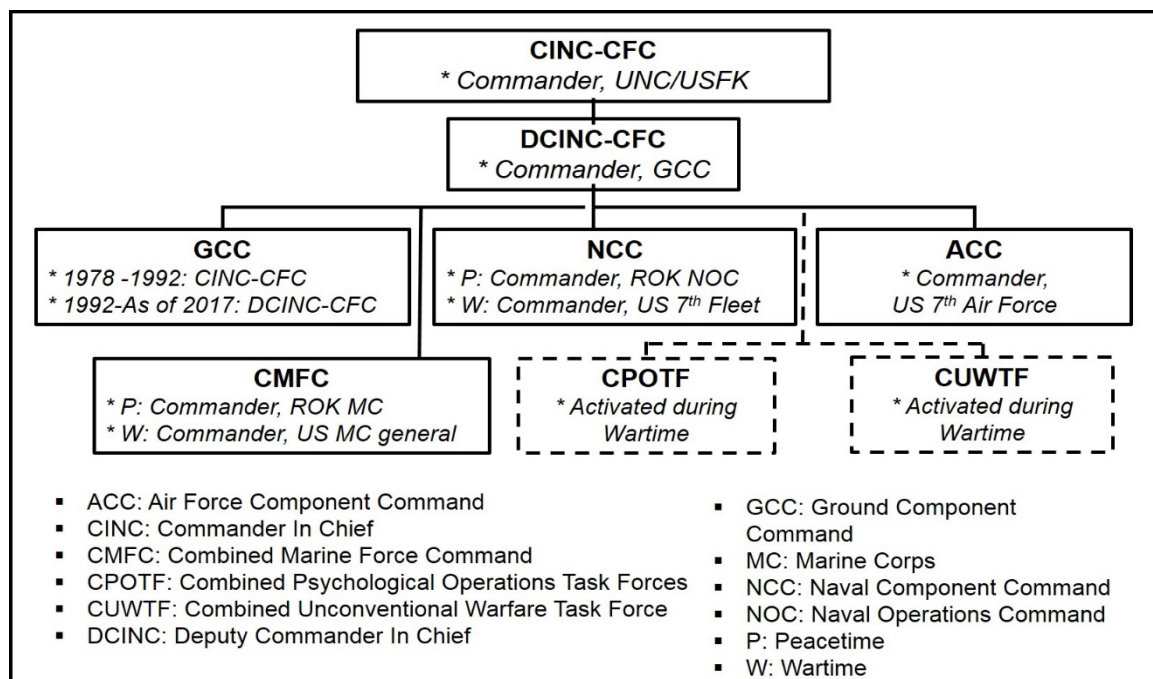 CINC-CFC
* Commander, UNC/USFK
DCINC-CFC
* Commander, GCC
GCC
* 1978 -1992: CINC-CFC
* 1992-As of 2017: DCINC-CFC
NCC
* P: Commander, ROK NOC
* W: Commander, US 7th Fleet
ACC
* Commander,
US 7th Air Force
CMFC
* P: Commander, ROK MC
* W: Commander, US MC general
CPOTF
* Activated during
Wartime
CUWTF
* Activated during
Wartime
▪ ACC: Air Force Component Command
▪ CINC: Commander In Chief
▪ CMFC: Combined Marine Force Command
▪ CPOTF: Combined Psychological Operations Task Forces
▪ CUWTF: Combined Unconventional Warfare Task Force
▪ DCINC: Deputy Commander In Chief
▪ GCC: Ground Component
Command
▪ MC: Marine Corps
▪ NCC: Naval Component Command
▪ NOC: Naval Operations Command
▪ P: Peacetime
▪ W: Wartime